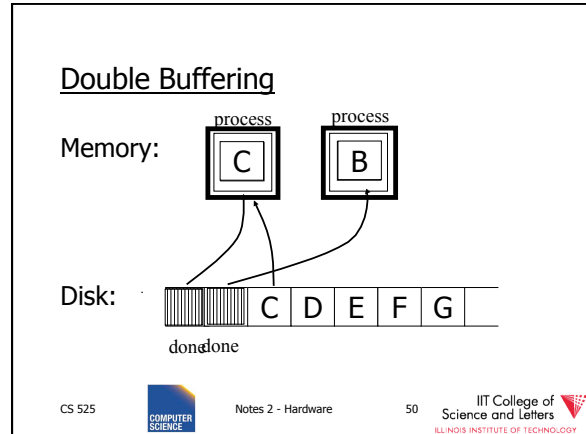 Double Buffering
process process
Memory:
C B
Disk:
C D E F G
done done
CS 525
COMPUTER
SCIENCE
Notes 2 - Hardware
50
IIT College of
Science and Letters
ILLINOIS INSTITUTE OF TECHNOLOGY